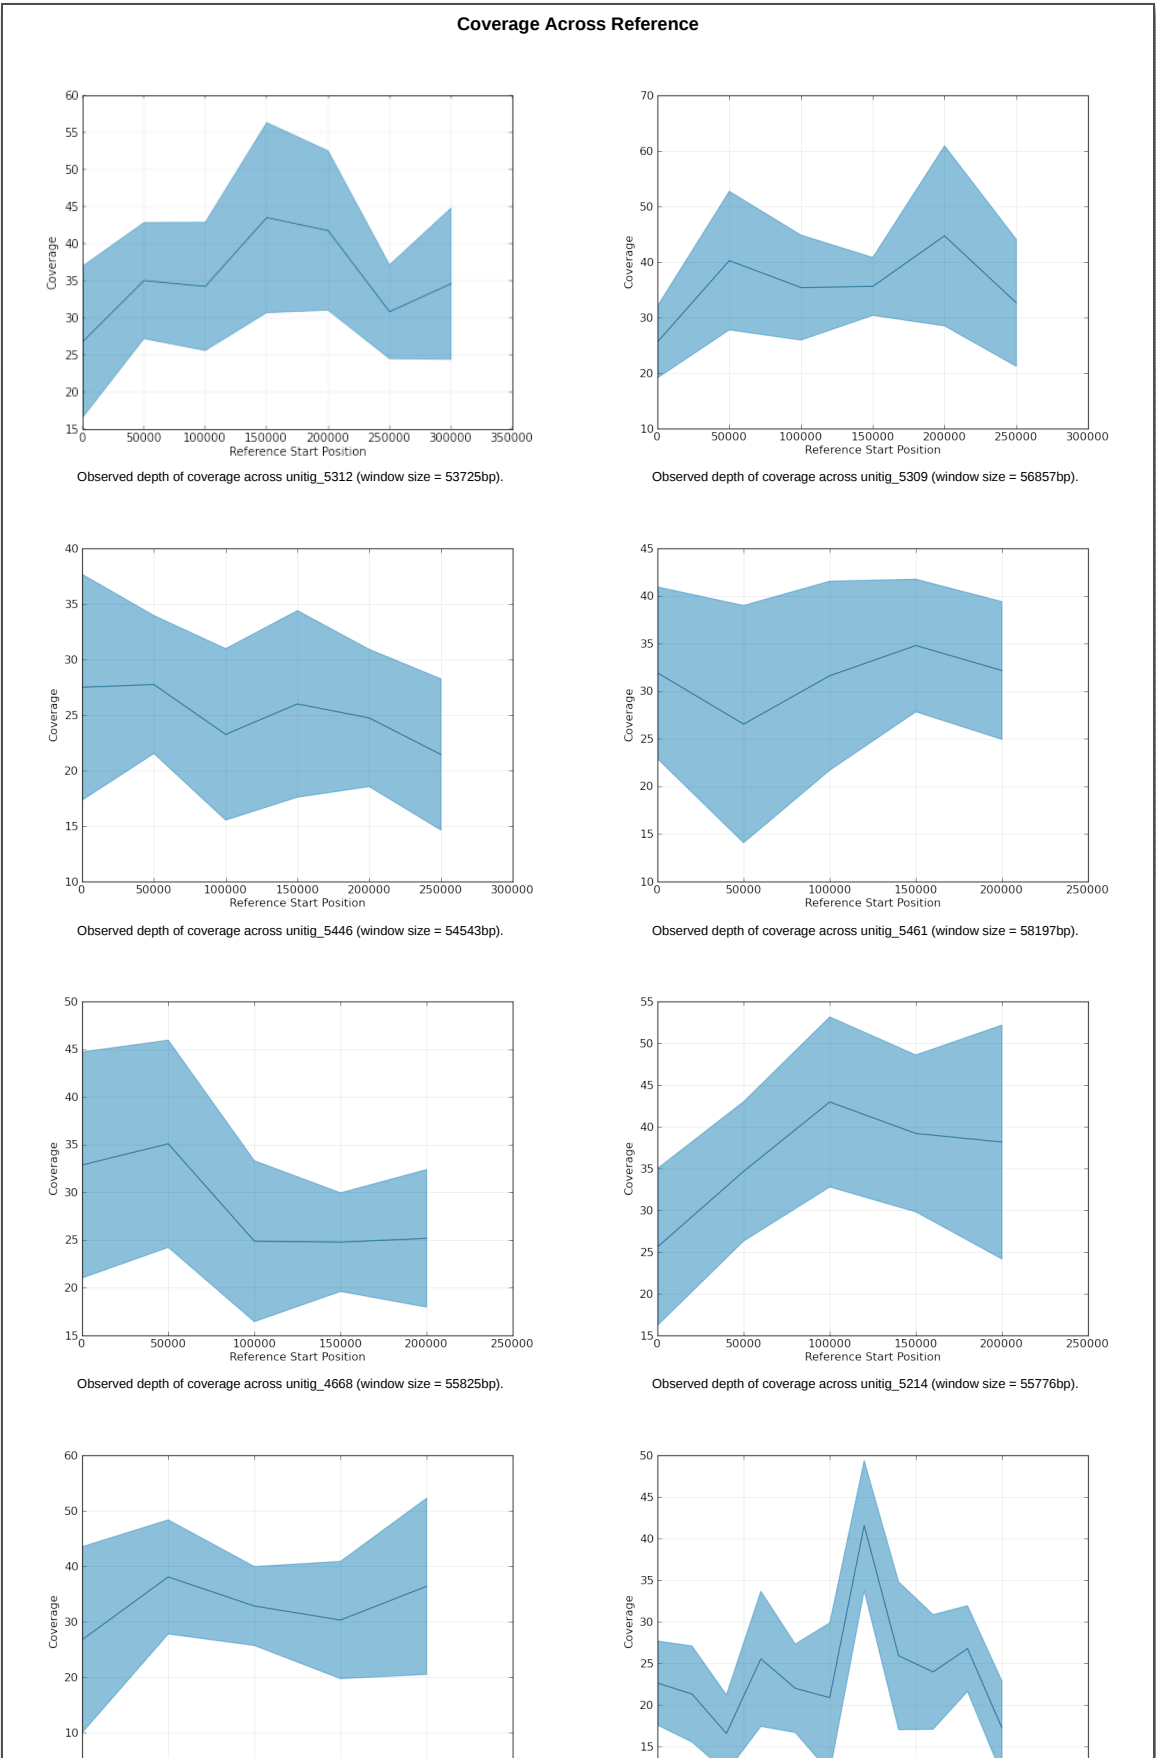 Coverage Across Reference
60
55
50
45
40
35
30
25
20
15
Coverage
0 50000 100000 150000 200000 250000 300000 350000
Reference Start Position
Observed depth of coverage across unitig_5312 (window size = 53725bp).
70
60
50
40
30
20
10
Coverage
0 50000 100000 150000 200000 250000 300000
Reference Start Position
Observed depth of coverage across unitig_5309 (window size = 56857bp).
40
35
30
25
20
15
10
Coverage
0 50000 100000 150000 200000 250000 300000
Reference Start Position
Observed depth of coverage across unitig_5446 (window size = 54543bp).
45
40
35
30
25
20
15
10
Coverage
0 50000 100000 150000 200000 250000
Reference Start Position
Observed depth of coverage across unitig_5461 (window size = 58197bp).
50
45
40
35
30
25
20
15
Coverage
0 50000 100000 150000 200000 250000
Reference Start Position
Observed depth of coverage across unitig_4668 (window size = 55825bp).
55
50
45
40
35
30
25
20
15
Coverage
0 50000 100000 150000 200000 250000
Reference Start Position
Observed depth of coverage across unitig_5214 (window size = 55776bp).
60
50
40
30
20
10
Coverage
50
45
40
35
30
25
20
15
Coverage